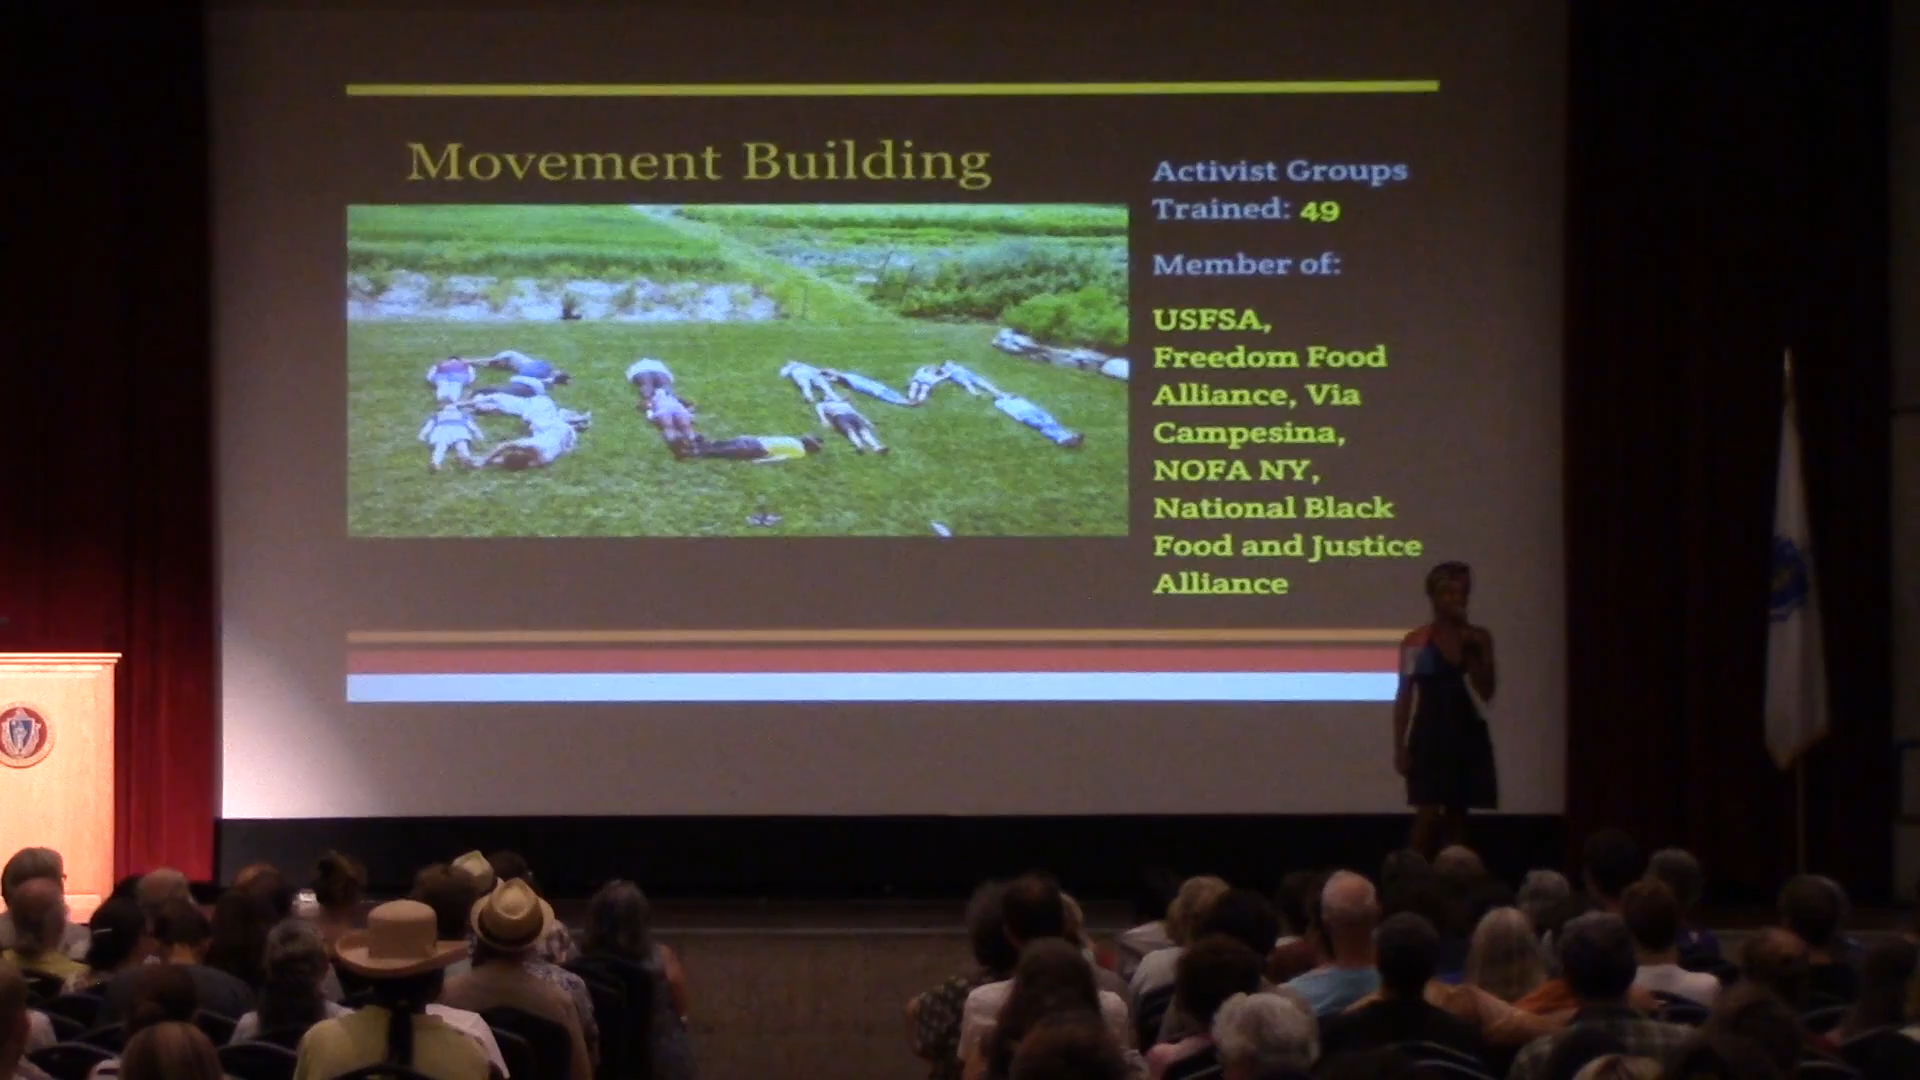 Movement Building
BLM
Activist Groups
Trained: 49
Member of:
USFSA,
Freedom Food
Alliance, Via
Campesina,
NOFA NY,
National Black
Food and Justice
Alliance